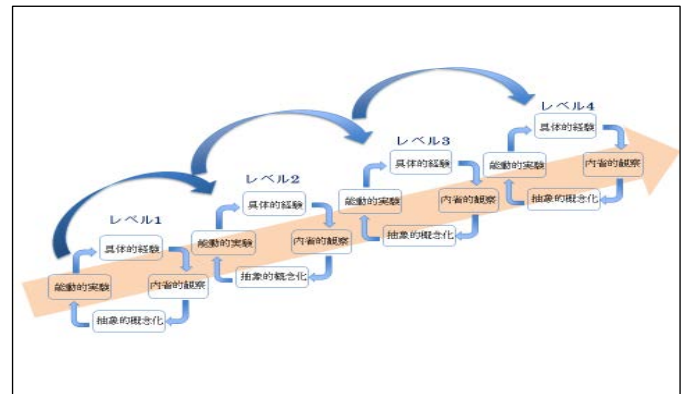 レベル1
具体的経験
能動的実験
内省的観察
抽象的概念化
レベル2
具体的経験
能動的実験
内省的観察
抽象的概念化
レベル3
具体的経験
能動的実験
内省的観察
抽象的概念化
レベル4
具体的経験
能動的実験
内省的観察
抽象的概念化